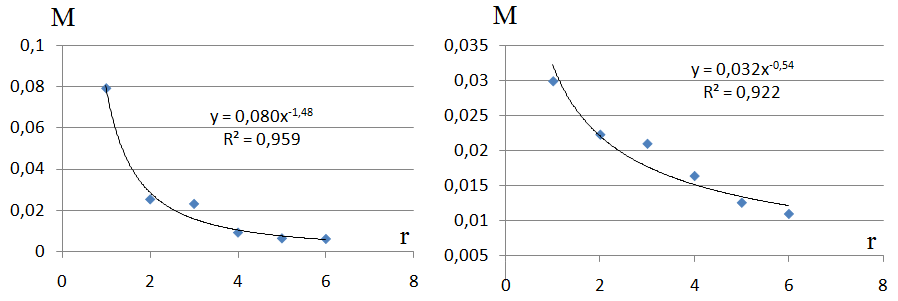 M
0,1
0,08
0,06
0,04
0,02
0
y = 0,080x^-1,48
R² = 0,959
r
0 2 4 6 8
M
0,035
0,03
0,025
0,02
0,015
0,01
0,005
y = 0,032x^-0,54
R² = 0,922
r
0 2 4 6 8